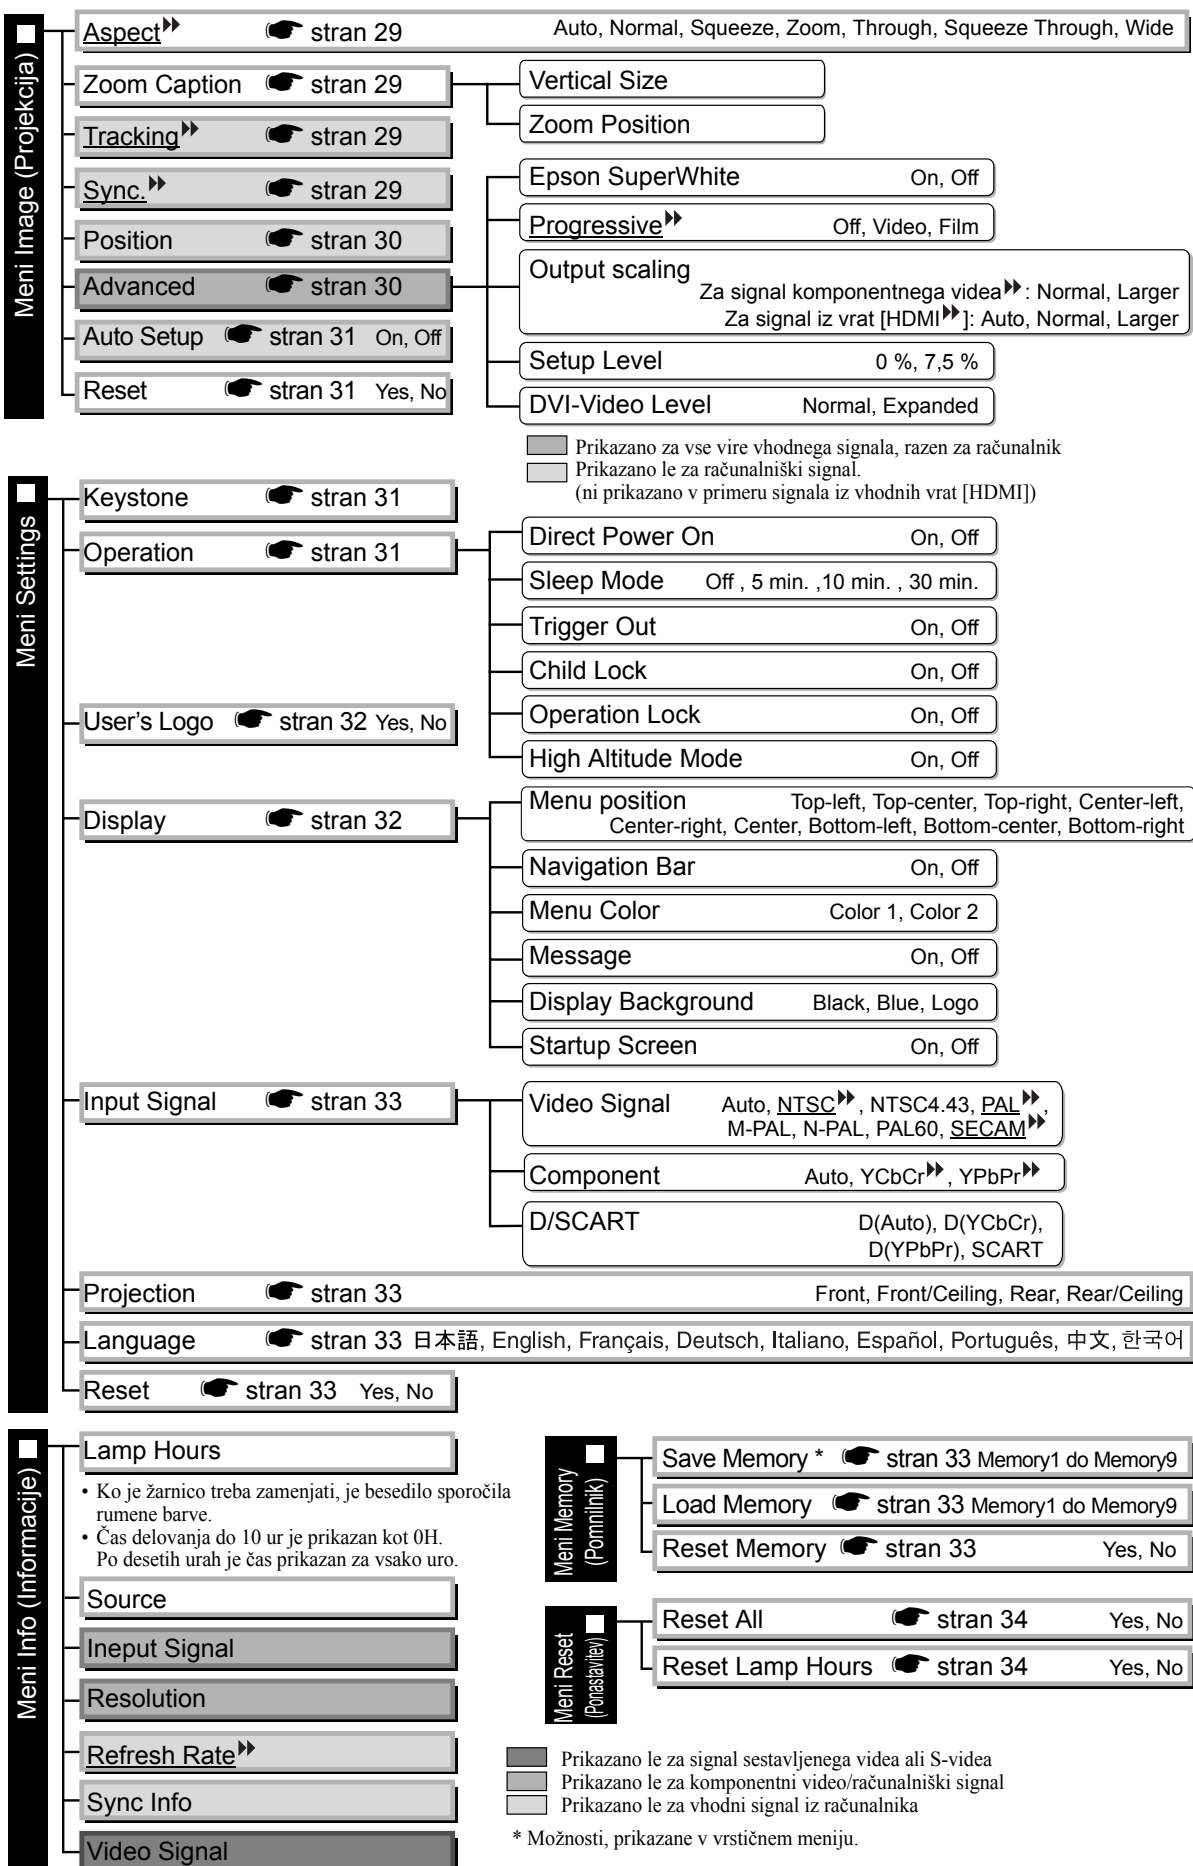 Meni Image (Projekcija)
Aspect stran 29 Auto, Normal, Squeeze, Zoom, Through, Squeeze Through, Wide
Zoom Caption stran 29
Vertical Size
Zoom Position
Tracking stran 29
Sync. stran 29
Position stran 30
Advanced stran 30
Epson SuperWhite On, Off
Progressive Off, Video, Film
Output scaling
Za signal komponentnega videa : Normal, Larger
Za signal iz vrat [HDMI ]: Auto, Normal, Larger
Setup Level 0 %, 7,5 %
DVI-Video Level Normal, Expanded
Auto Setup stran 31 On, Off
Reset stran 31 Yes, No
Prikazano za vse vire vhodnega signala, razen za računalnik
Prikazano le za računalniški signal.
(ni prikazano v primeru signala iz vhodnih vrat [HDMI])
Meni Settings
Keystone stran 31
Operation stran 31
Direct Power On On, Off
Sleep Mode Off , 5 min. ,10 min. , 30 min.
Trigger Out On, Off
Child Lock On, Off
Operation Lock On, Off
High Altitude Mode On, Off
User's Logo stran 32 Yes, No
Display stran 32
Menu position Top-left, Top-center, Top-right, Center-left,
Center-right, Center, Bottom-left, Bottom-center, Bottom-right
Navigation Bar On, Off
Menu Color Color 1, Color 2
Message On, Off
Display Background Black, Blue, Logo
Startup Screen On, Off
Input Signal stran 33
Video Signal Auto, NTSC , NTSC4.43, PAL ,
M-PAL, N-PAL, PAL60, SECAM
Component Auto, YCbCr , YPbPr
D/SCART D(Auto), D(YCbCr),
D(YPbPr), SCART
Projection stran 33 Front, Front/Ceiling, Rear, Rear/Ceiling
Language stran 33 日本語, English, Français, Deutsch, Italiano, Español, Português, 中文, 한국어
Reset stran 33 Yes, No
Meni Info (Informacije)
Lamp Hours
• Ko je žarnico treba zamenjati, je besedilo sporočila
rumene barve.
• Čas delovanja do 10 ur je prikazan kot 0H.
Po desetih urah je čas prikazan za vsako uro.
Source
Ineput Signal
Resolution
Refresh Rate
Sync Info
Video Signal
Meni Memory
(Pomnilnik)
Save Memory * stran 33 Memory1 do Memory9
Load Memory stran 33 Memory1 do Memory9
Reset Memory stran 33 Yes, No
Meni Reset
(Ponastavitev)
Reset All stran 34 Yes, No
Reset Lamp Hours stran 34 Yes, No
Prikazano le za signal sestavljenega videa ali S-videa
Prikazano le za komponentni video/računalniški signal
Prikazano le za vhodni signal iz računalnika
* Možnosti, prikazane v vrstičnem meniju.